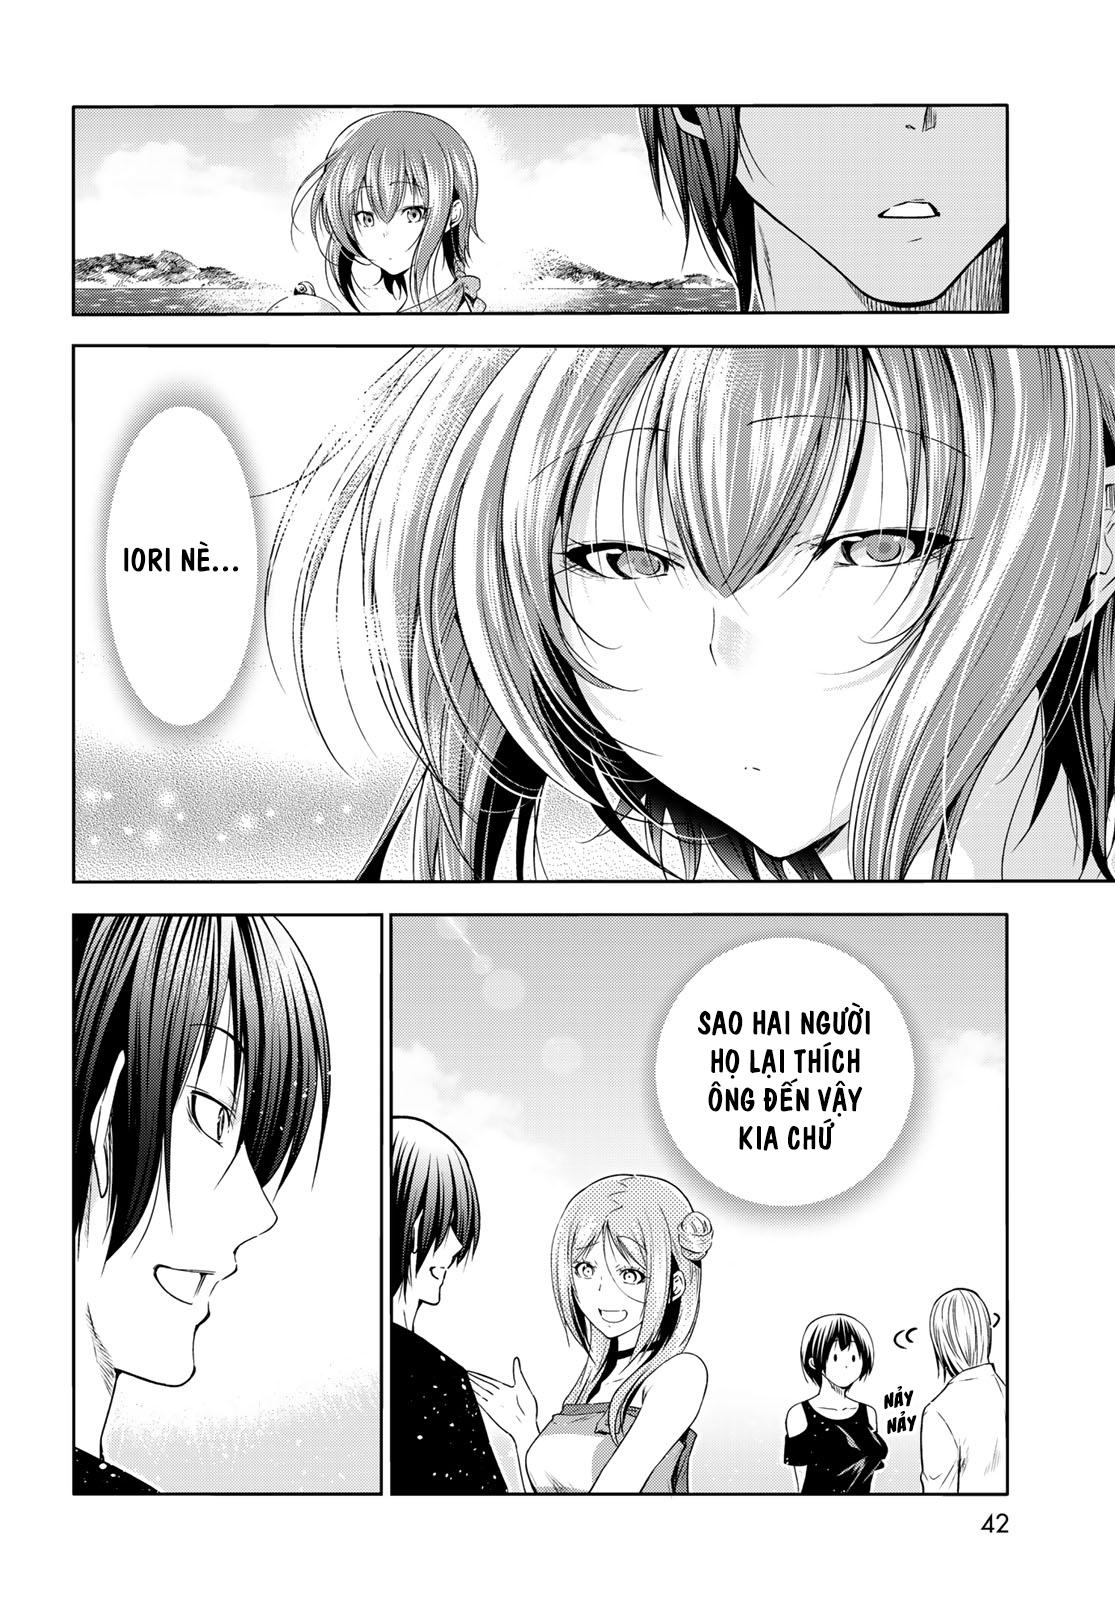 IORI NÈ...
SAO HAI NGƯỜI
HỌ LẠI THÍCH
ÔNG ĐẾN VẬY
KIA CHỨ
NẢY
NẢY
42